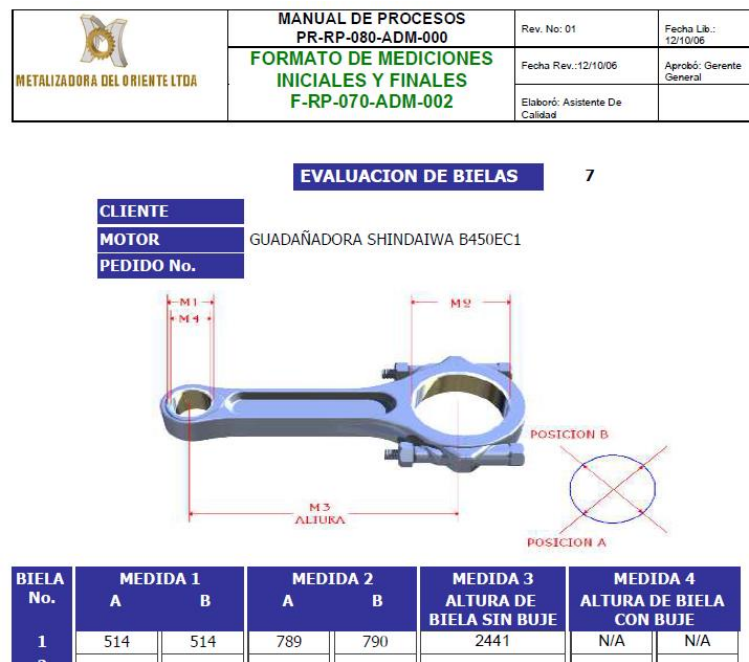 METALIZADORA DEL ORIENTE LTDA
MANUAL DE PROCESOS
PR-RP-080-ADM-000
FORMATO DE MEDICIONES
INICIALES Y FINALES
F-RP-070-ADM-002
Rev. No: 01
Fecha Lib.:
12/10/06
Fecha Rev.:12/10/06
Aprobó: Gerente
General
Elaboró: Asistente De
Calidad
EVALUACION DE BIELAS 7
CLIENTE
MOTOR GUADAÑADORA SHINDAIWA B450EC1
PEDIDO No.
M1
M4
M2
POSICION B
M3
ALTURA
POSICION A
BIELA No. MEDIDA 1 MEDIDA 2 MEDIDA 3 MEDIDA 4
A B A B ALTURA DE BIELA SIN BUJE ALTURA DE BIELA CON BUJE
1 514 514 789 790 2441 N/A N/A